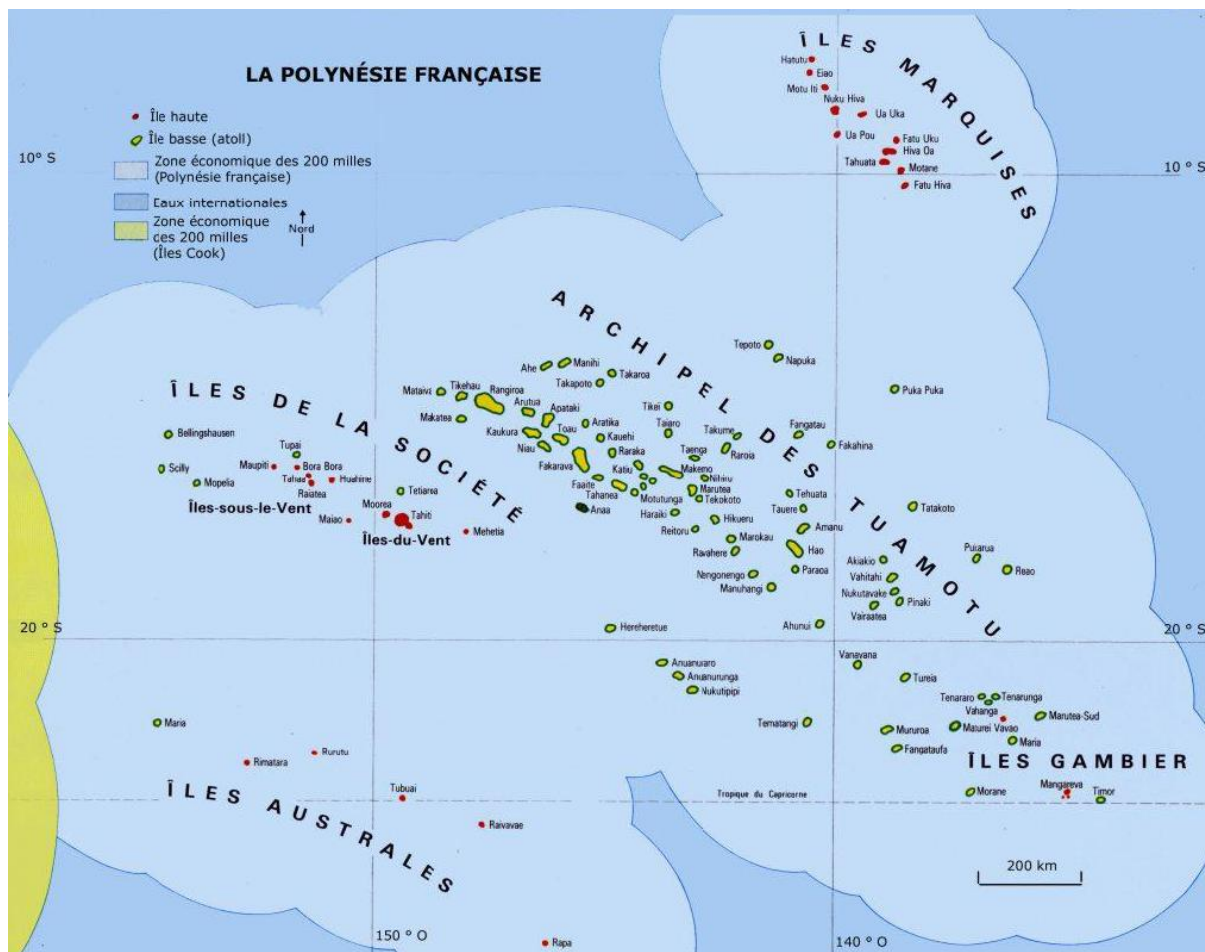 LA POLYNÉSIE FRANÇAISE
Île haute
Île basse (atoll)
Zone économique des 200 milles
(Polynésie française)
Eaux internationales
Zone économique
des 200 milles
(Îles Cook)
Nord
10° S
10° S
ÎLES MARQUISES
Hatutu
Eiao
Motu Iti
Nuku Hiva
Ua Uka
Ua Pou
Fatu Uku
Hiva Oa
Tahuata
Motane
Fatu Hiva
ARCHIPEL DES TUAMOTU
Tepoto
Napuka
Puka Puka
Ahe
Manihi
Takapoto
Takaroa
Mataiva
Tikehau
Rangiroa
Makatea
Arutua
Apataki
Kaukura
Toau
Niau
Aratika
Kauehi
Raraka
Fakarava
Katiu
Faaite
Tahanea
Anaa
Motutunga
Haraiki
Reitoru
Tikei
Taiaro
Takume
Taenga
Raroia
Makemo
Nihiru
Marutea
Tekokoto
Hikueru
Marokau
Ravahere
Nengonengo
Manuhangi
Fangatau
Fakahina
Tehuata
Tauere
Amanu
Hao
Paraoa
Tatakoto
Akiakio
Vahitahi
Nukutavake
Vairaatea
Pinaki
Pukarua
Reao
Ahunui
Hereheretue
Anuanuraro
Anuanurunga
Nukutipipi
Tematangi
Vanavana
Tureia
Tenararo
Tenarunga
Vahanga
Marutea-Sud
Maturei Vavao
Maria
Mururoa
Fangataufa
Morane
ÎLES GAMBIER
Mangareva
Timor
ÎLES DE LA SOCIÉTÉ
Bellingshausen
Scilly
Mopelia
Tupai
Maupiti
Bora Bora
Tahaa
Huahine
Raiatea
Îles-sous-le-Vent
Maiao
Tetiaroa
Moorea
Tahiti
Îles-du-Vent
Mehetia
20° S
20° S
ÎLES AUSTRALES
Maria
Rimatara
Rurutu
Tubuai
Raivavae
Rapa
Tropique du Capricorne
200 km
150° O
140° O